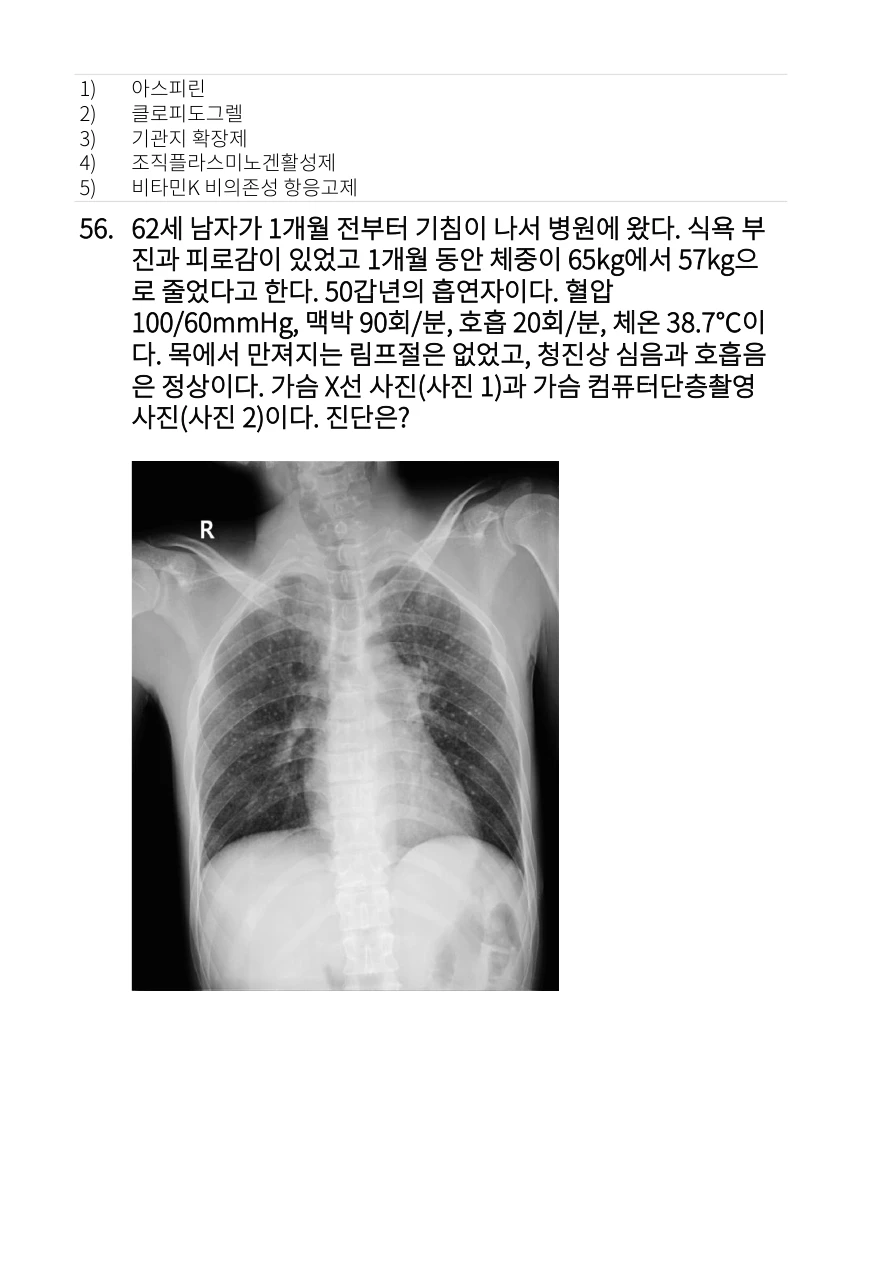 1) 아스피린
2) 클로피도그렐
3) 기관지 확장제
4) 조직플라스미노겐활성제
5) 비타민K 비의존성 항응고제
56. 62세 남자가 1개월 전부터 기침이 나서 병원에 왔다. 식욕 부
진과 피로감이 있었고 1개월 동안 체중이 65kg에서 57kg으
로 줄었다고 한다. 50갑년의 흡연자이다. 혈압
100/60mmHg, 맥박 90회/분, 호흡 20회/분, 체온 38.7℃이
다. 목에서 만져지는 림프절은 없었고, 청진상 심음과 호흡음
은 정상이다. 가슴 X선 사진(사진 1)과 가슴 컴퓨터단층촬영
사진(사진 2)이다. 진단은?
R